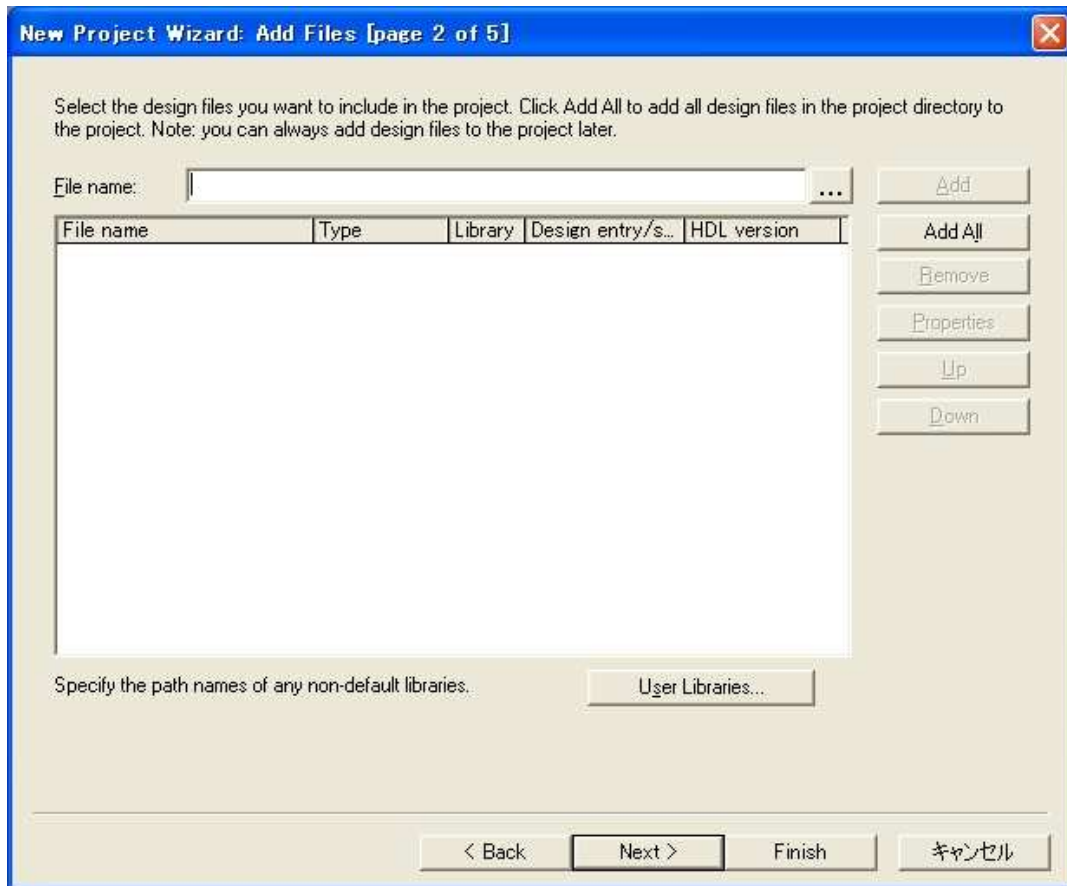 New Project Wizard: Add Files [page 2 of 5]
Select the design files you want to include in the project. Click Add All to add all design files in the project directory to
the project. Note: you can always add design files to the project later.
File name:
...
Add
File name Type Library Design entry/s... HDL version
Add All
Remove
Properties
Up
Down
Specify the path names of any non-default libraries.
User Libraries...
< Back Next > Finish キャンセル